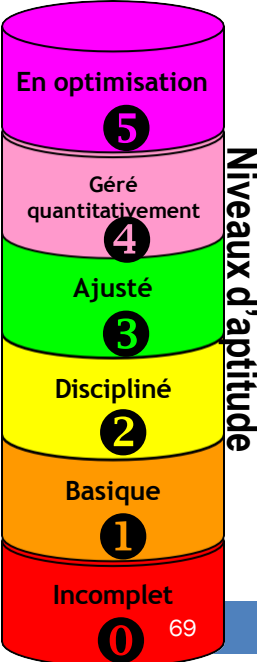 En optimisation
5
Géré
quantitativement
4
Ajusté
3
Discipliné
2
Basique
1
Incomplet
0
69
Niveaux d'aptitude